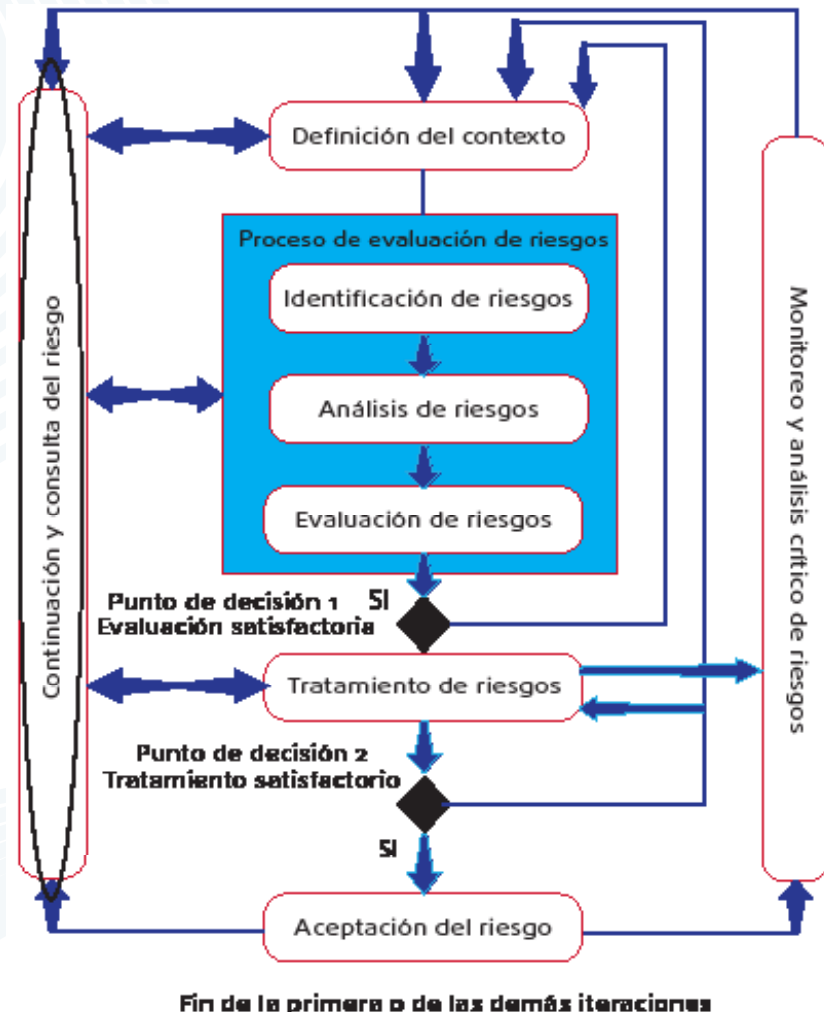 Definición del contexto
Proceso de evaluación de riesgos
Identificación de riesgos
Análisis de riesgos
Evaluación de riesgos
Punto de decisión 1
SI
Evaluación satisfactoria
Tratamiento de riesgos
Punto de decisión 2
Tratamiento satisfactorio
SI
Aceptación del riesgo
Continuación y consulta del riesgo
Monitoreo y análisis crítico de riesgos
Fin de la primera o de las demás iteraciones